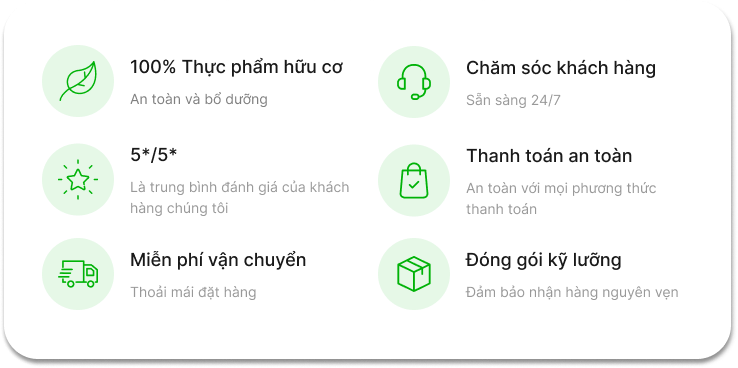 100% Thực phẩm hữu cơ
An toàn và bổ dưỡng
Chăm sóc khách hàng
Sẵn sàng 24/7
5*/5*
Là trung bình đánh giá của khách
hàng chúng tôi
Thanh toán an toàn
An toàn với mọi phương thức
thanh toán
Miễn phí vận chuyển
Thoải mái đặt hàng
Đóng gói kỹ lưỡng
Đảm bảo nhận hàng nguyên vẹn